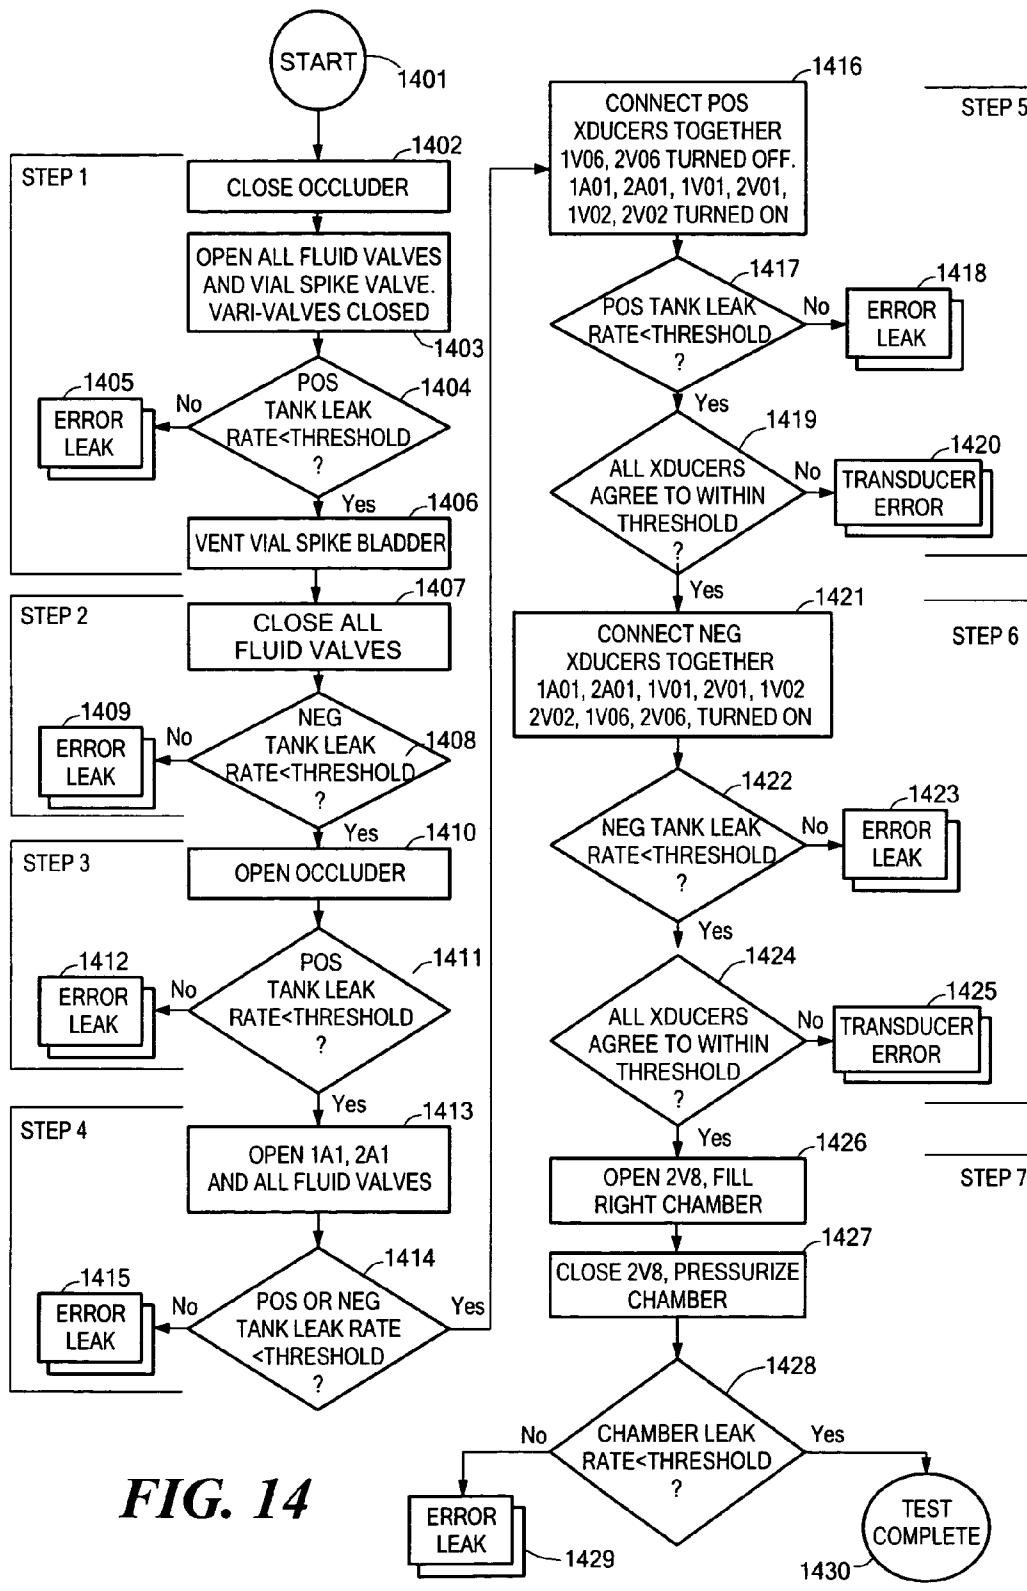 START
1401
STEP 1
1402
CLOSE OCCLUDER
OPEN ALL FLUID VALVES
AND VIAL SPIKE VALVE.
VARI-VALVES CLOSED
1403
POS
TANK LEAK
RATE<THRESHOLD
?
1404
No
1405
ERROR
LEAK
Yes
1406
VENT VIAL SPIKE BLADDER
STEP 2
1407
CLOSE ALL
FLUID VALVES
NEG
TANK LEAK
RATE<THRESHOLD
?
1408
No
1409
ERROR
LEAK
Yes
STEP 3
1410
OPEN OCCLUDER
POS
TANK LEAK
RATE<THRESHOLD
?
1411
No
1412
ERROR
LEAK
Yes
STEP 4
1413
OPEN 1A1, 2A1
AND ALL FLUID VALVES
POS OR NEG
TANK LEAK RATE
<THRESHOLD
?
1414
No
1415
ERROR
LEAK
Yes
STEP 5
1416
CONNECT POS
XDUCERS TOGETHER
1V06, 2V06 TURNED OFF.
1A01, 2A01, 1V01, 2V01,
1V02, 2V02 TURNED ON
1417
POS TANK LEAK
RATE<THRESHOLD
?
No
1418
ERROR
LEAK
Yes
1419
ALL XDUCERS
AGREE TO WITHIN
THRESHOLD
?
No
1420
TRANSDUCER
ERROR
Yes
STEP 6
1421
CONNECT NEG
XDUCERS TOGETHER
1A01, 2A01, 1V01, 2V01, 1V02
2V02, 1V06, 2V06, TURNED ON
1422
NEG TANK LEAK
RATE<THRESHOLD
?
No
1423
ERROR
LEAK
Yes
1424
ALL XDUCERS
AGREE TO WITHIN
THRESHOLD
?
No
1425
TRANSDUCER
ERROR
Yes
STEP 7
1426
OPEN 2V8, FILL
RIGHT CHAMBER
1427
CLOSE 2V8, PRESSURIZE
CHAMBER
1428
CHAMBER LEAK
RATE<THRESHOLD
?
No
ERROR
LEAK
1429
Yes
TEST
COMPLETE
1430
FIG. 14